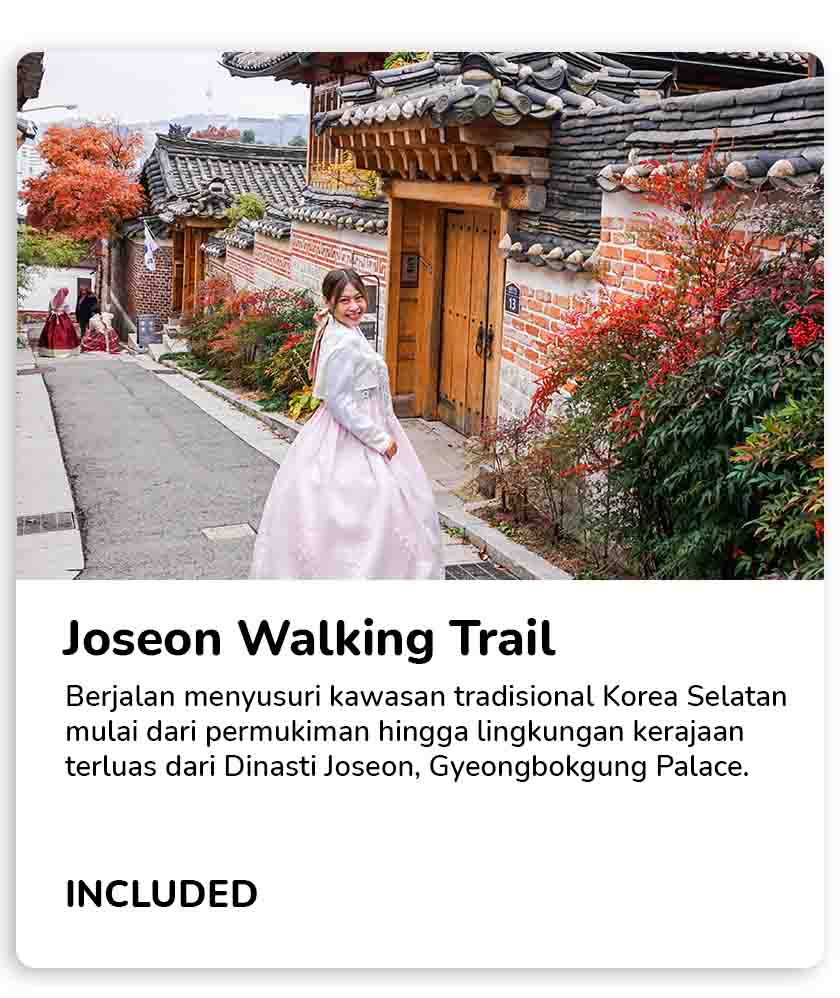 13
Joseon Walking Trail
Berjalan menyusuri kawasan tradisional Korea Selatan
mulai dari permukiman hingga lingkungan kerajaan
terluas dari Dinasti Joseon, Gyeongbokgung Palace.
INCLUDED